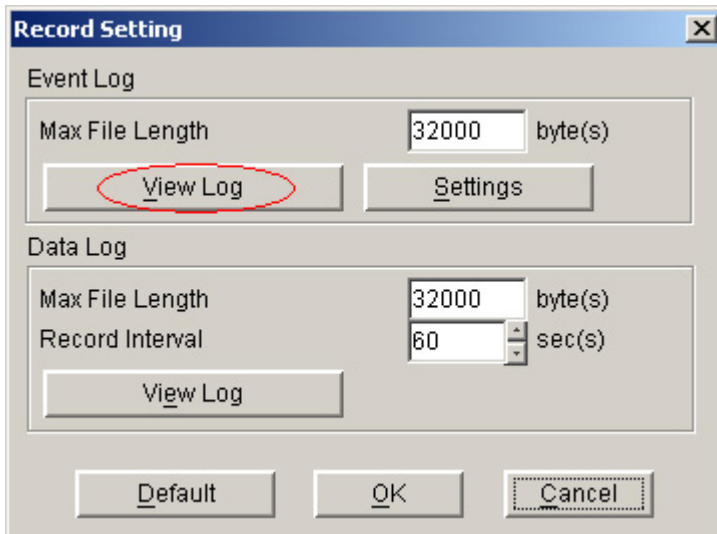 Record Setting
Event Log
Max File Length 32000 byte(s)
View Log Settings
Data Log
Max File Length 32000 byte(s)
Record Interval 60 sec(s)
View Log
Default OK Cancel